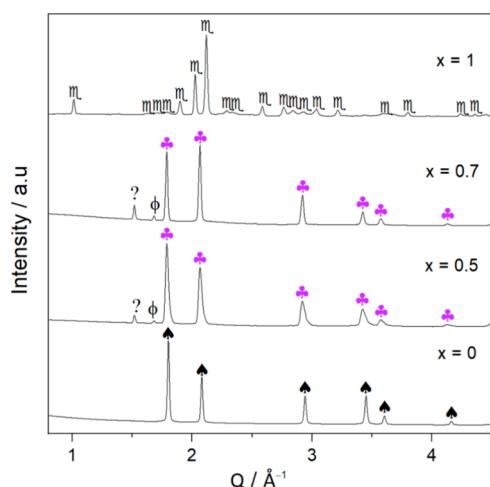 ♏ ♏ ♏ ♏ ♏ ♏ ♏ ♏ ♏ ♏ ♏ ♏ ♏ ♏ ♏ ♏ ♏ ♏ ♏
x = 1
? ϕ ♣ ♣ ♣ ♣ ♣ ♣
x = 0.7
? ϕ ♣ ♣ ♣ ♣ ♣ ♣
x = 0.5
♠ ♠ ♠ ♠ ♠ ♠
x = 0
Intensity / a.u
1 2 3 4
Q / Å⁻¹